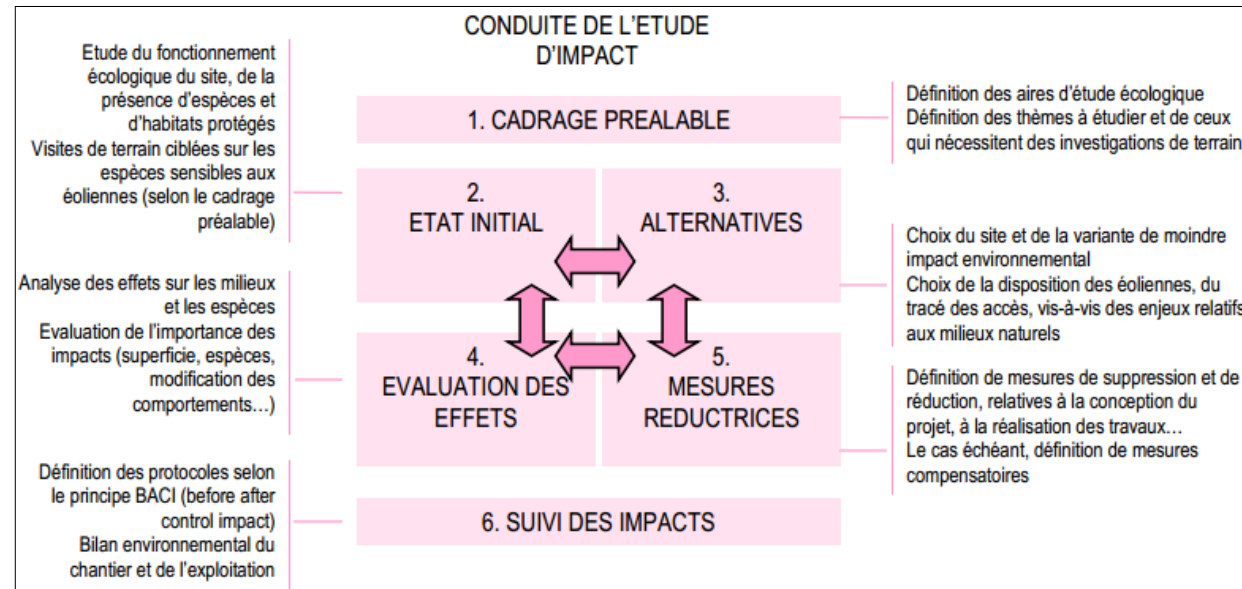 CONDUITE DE L'ETUDE
D'IMPACT
Etude du fonctionnement
écologique du site, de la
présence d'espèces et
d'habitats protégés
Visites de terrain ciblées sur les
espèces sensibles aux
éoliennes (selon le cadrage
préalable)
1. CADRAGE PREALABLE
Définition des aires d'étude écologique
Définition des thèmes à étudier et de ceux
qui nécessitent des investigations de terrain
2.
ETAT INITIAL
3.
ALTERNATIVES
Choix du site et de la variante de moindre
impact environnemental
Choix de la disposition des éoliennes, du
tracé des accès, vis-à-vis des enjeux relatifs
aux milieux naturels
Analyse des effets sur les milieux
et les espèces
Evaluation de l'importance des
impacts (superficie, espèces,
modification des
comportements…)
4.
EVALUATION DES
EFFETS
5.
MESURES
REDUCTRICES
Définition de mesures de suppression et de
réduction, relatives à la conception du
projet, à la réalisation des travaux…
Le cas échéant, définition de mesures
compensatoires
Définition des protocoles selon
le principe BACI (before after
control impact)
Bilan environnemental du
chantier et de l'exploitation
6. SUIVI DES IMPACTS